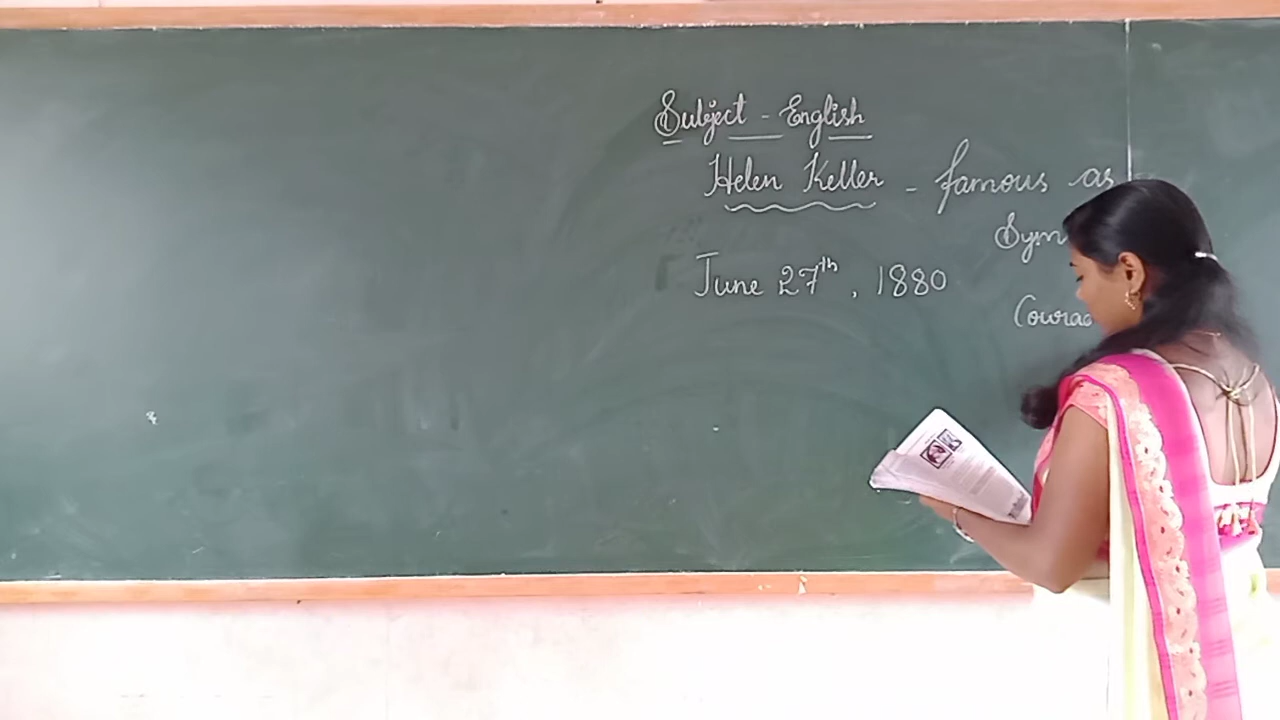 Subject - English
Helen Keller - famous as
June 27th, 1880